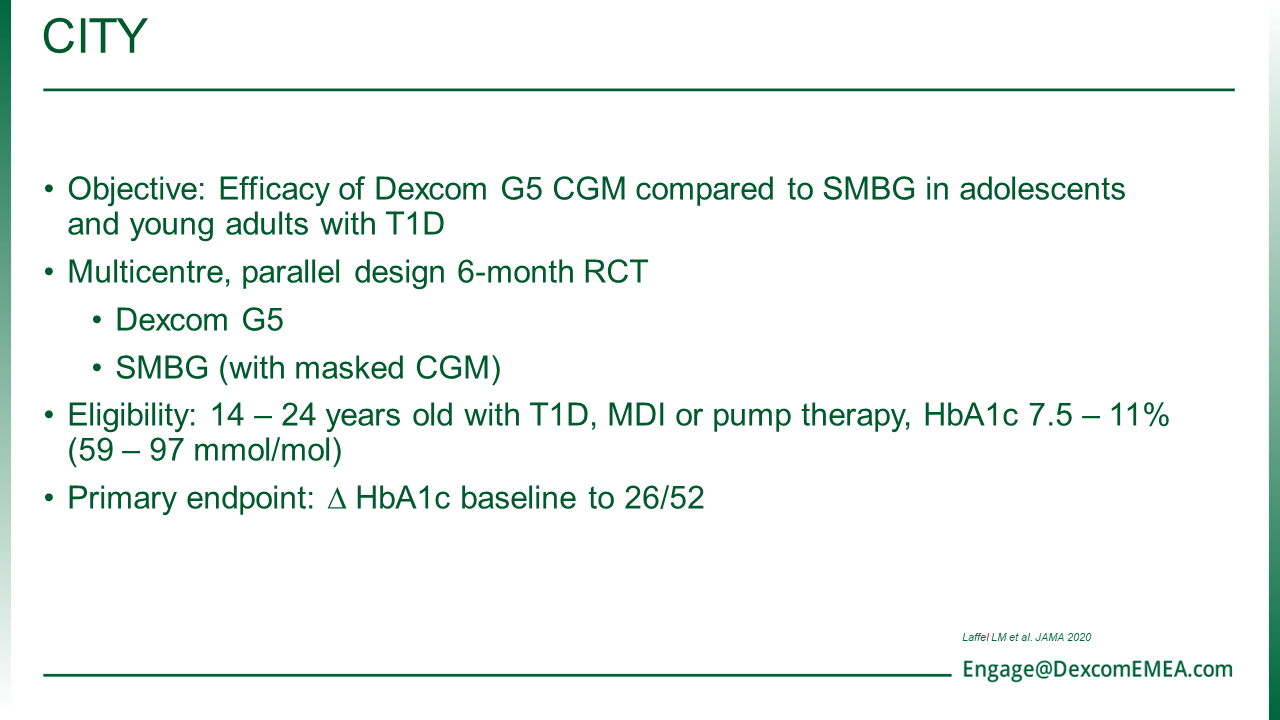 CITY
• Objective: Efficacy of Dexcom G5 CGM compared to SMBG in adolescents
and young adults with T1D
• Multicentre, parallel design 6-month RCT
• Dexcom G5
• SMBG (with masked CGM)
• Eligibility: 14 – 24 years old with T1D, MDI or pump therapy, HbA1c 7.5 – 11%
(59 – 97 mmol/mol)
• Primary endpoint: ∆ HbA1c baseline to 26/52
Laffel LM et al. JAMA 2020
Engage@DexcomEMEA.com